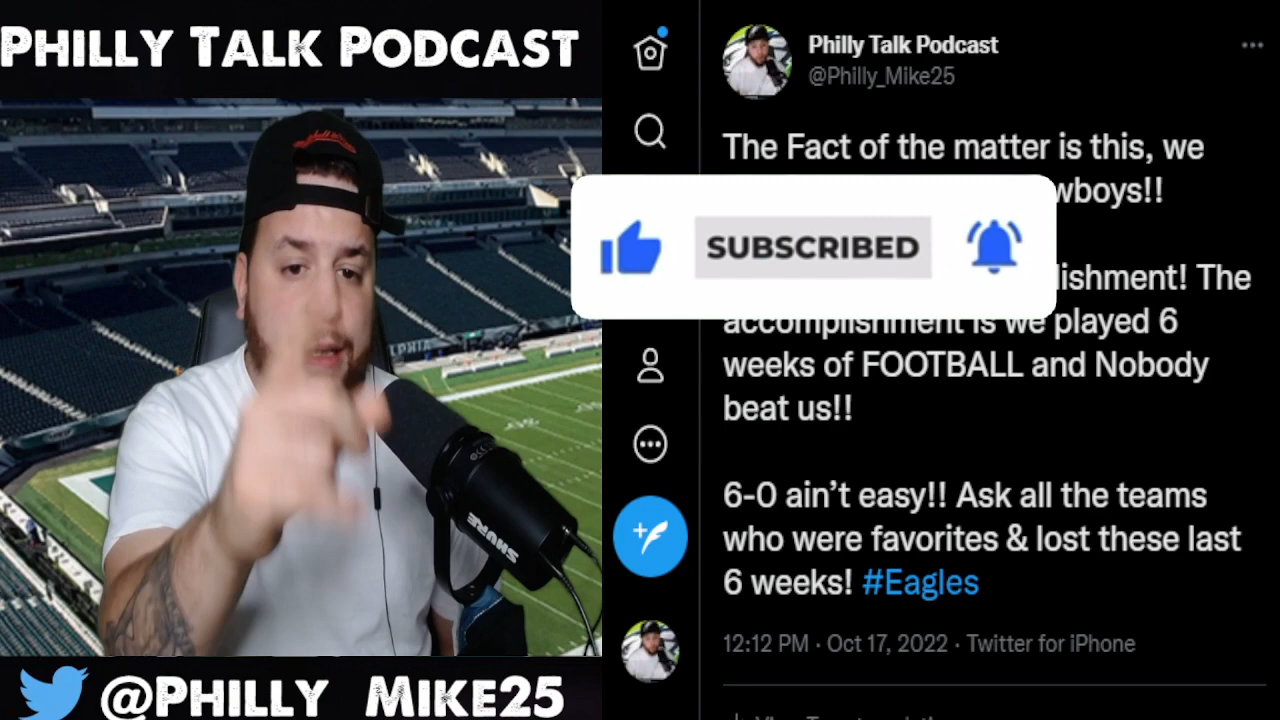 PHILLY TALK PODCAST
@PHILLY_MIKE25
SHURE
Philly Talk Podcast
@Philly_Mike25
The Fact of the matter is this, we
wboys!!
SUBSCRIBED
lishment! The
accomplishment is we played 6
weeks of FOOTBALL and Nobody
beat us!!
6-0 ain’t easy!! Ask all the teams
who were favorites & lost these last
6 weeks! #Eagles
12:12 PM · Oct 17, 2022 · Twitter for iPhone